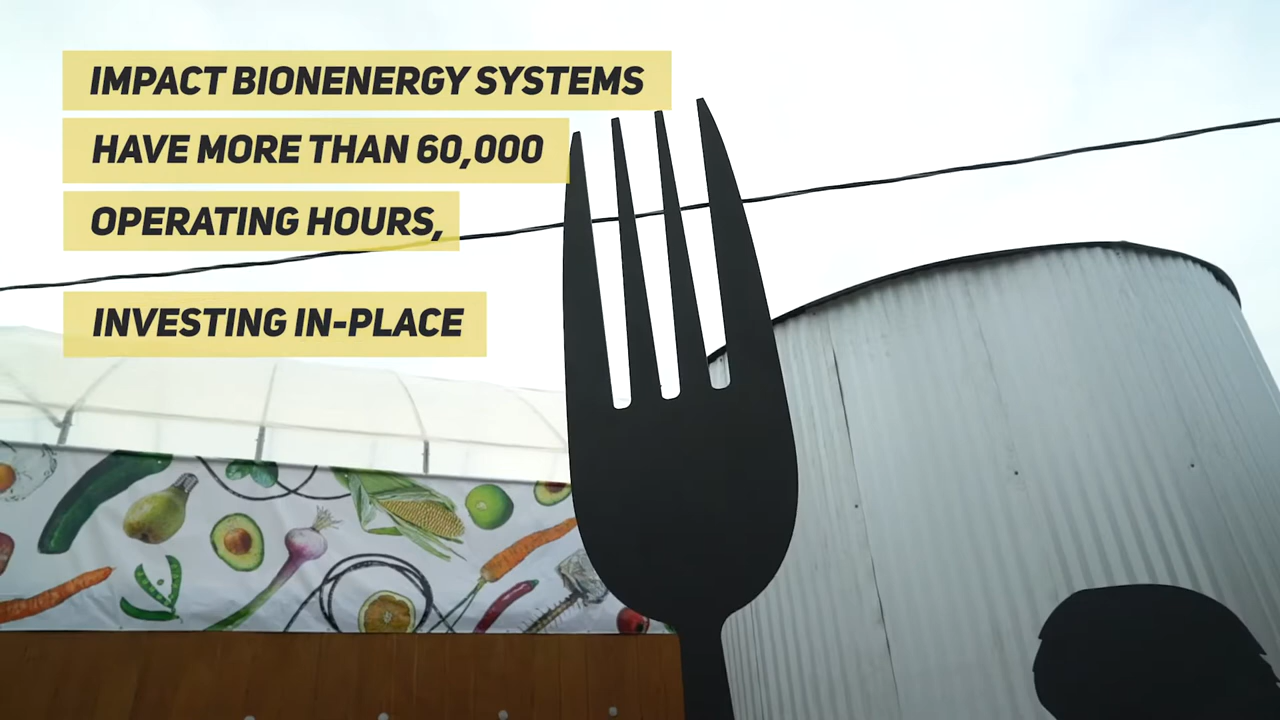 IMPACT BIONENERGY SYSTEMS
HAVE MORE THAN 60,000
OPERATING HOURS,
INVESTING IN-PLACE